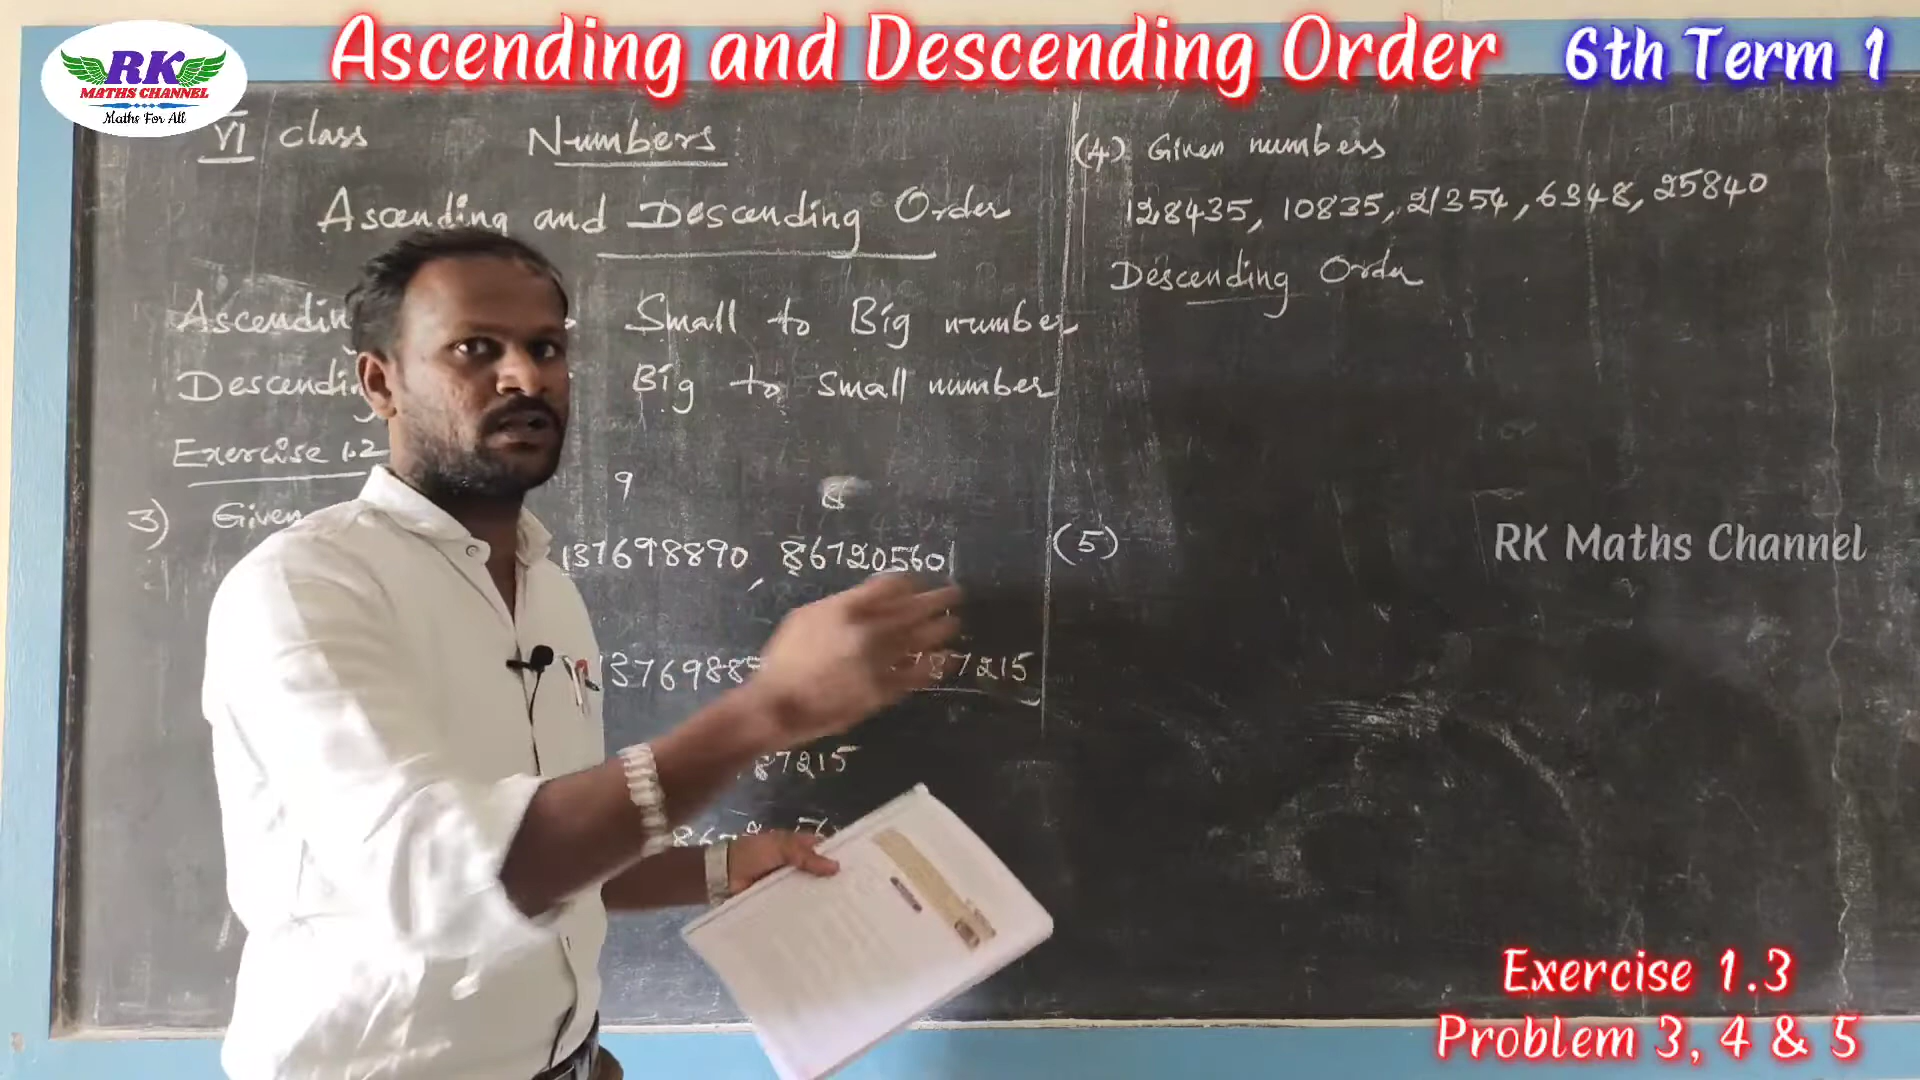 Ascending and Descending Order 6th Term 1
RK
MATHS CHANNEL
Maths For All
VI Class Numbers
Ascending and Descending Order
Small to Big number
Big to Small number
Exercise 1.2
3) Given
9 8
137698890, 86720560
787215
87215
(4) Given numbers
128435, 10835, 21354, 6348, 25840
Descending Order
(5)
RK Maths Channel
Exercise 1.3
Problem 3, 4 & 5